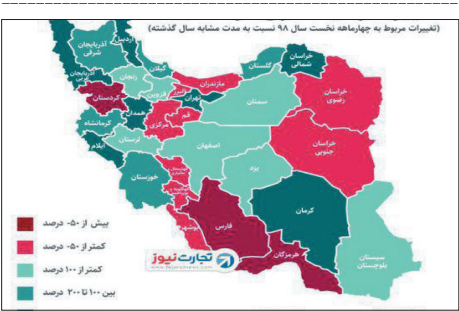 (تغییرات مربوط به چهارماهه نخست سال ۹۸ نسبت به مدت مشابه سال گذشته)
آذربایجان شرقی
اردبیل
آذربایجان غربی
گیلان
زنجان
مازندران
گلستان
خراسان شمالی
خراسان رضوی
کردستان
قزوین
البرز
تهران
سمنان
همدان
قم
مرکزی
کرمانشاه
لرستان
ایلام
اصفهان
خراسان جنوبی
خوزستان
یزد
بوشهر
فارس
کرمان
هرمزگان
سیستان بلوچستان
بیش از ۵۰- درصد
کمتر از ۵۰- درصد
کمتر از ۱۰۰ درصد
بین ۱۰۰ تا ۲۰۰ درصد
تجارت نیوز
tejaratnews.com